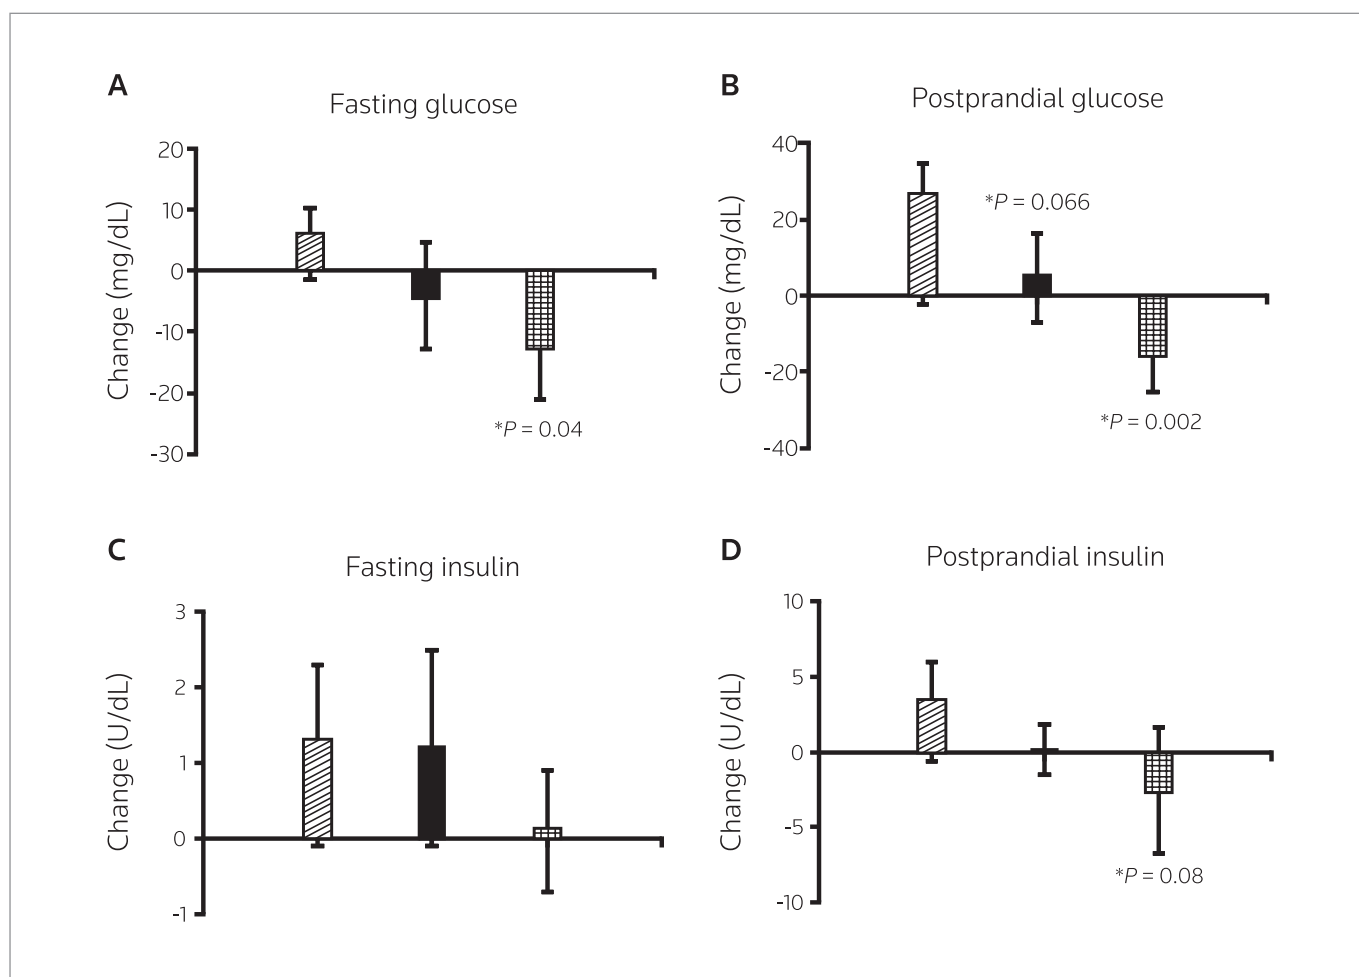 A
Fasting glucose
Change (mg/dL)
20
10
0
-10
-20
-30
*P = 0.04
B
Postprandial glucose
Change (mg/dL)
40
20
0
-20
-40
*P = 0.066
*P = 0.002
C
Fasting insulin
Change (U/dL)
3
2
1
0
-1
D
Postprandial insulin
Change (U/dL)
10
5
0
-5
-10
*P = 0.08